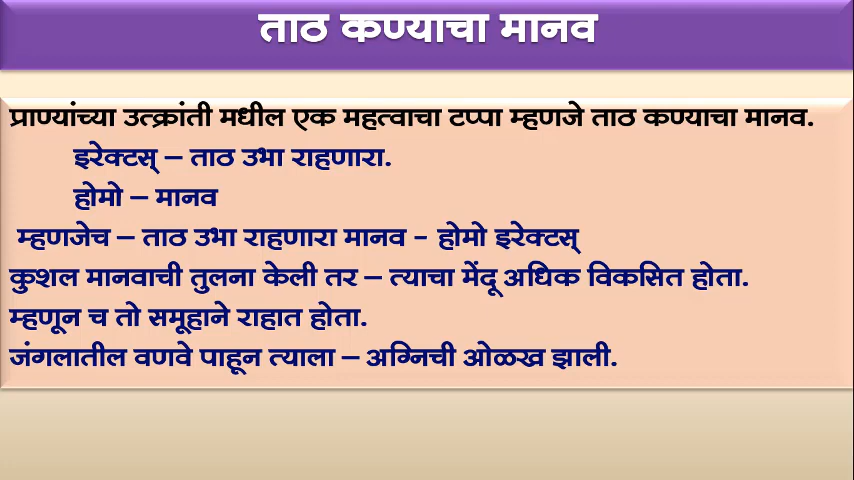 ताठ कण्याचा मानव
प्राण्यांच्या उत्क्रांती मधील एक महत्वाचा टप्पा म्हणजे ताठ कण्याचा मानव.
इरेक्टस् – ताठ उभा राहणारा.
होमो – मानव
म्हणजेच – ताठ उभा राहणारा मानव - होमो इरेक्टस्
कुशल मानवाची तुलना केली तर – त्याचा मेंदू अधिक विकसित होता.
म्हणून च तो समूहाने राहात होता.
जंगलातील वणवे पाहून त्याला – अग्निची ओळख झाली.